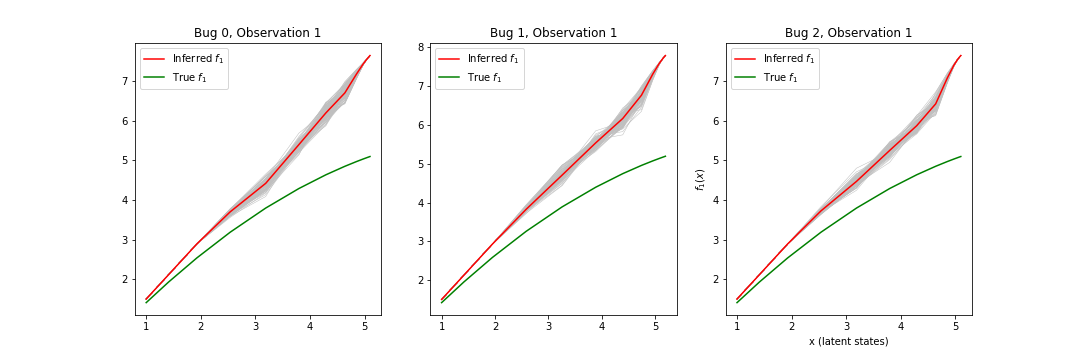 Bug 0, Observation 1
Inferred f₁
True f₁
7
6
5
4
3
2
1 2 3 4 5
Bug 1, Observation 1
Inferred f₁
True f₁
8
7
6
5
4
3
2
1 2 3 4 5
Bug 2, Observation 1
Inferred f₁
True f₁
f₁(x)
7
6
5
4
3
2
1 2 3 4 5
x (latent states)